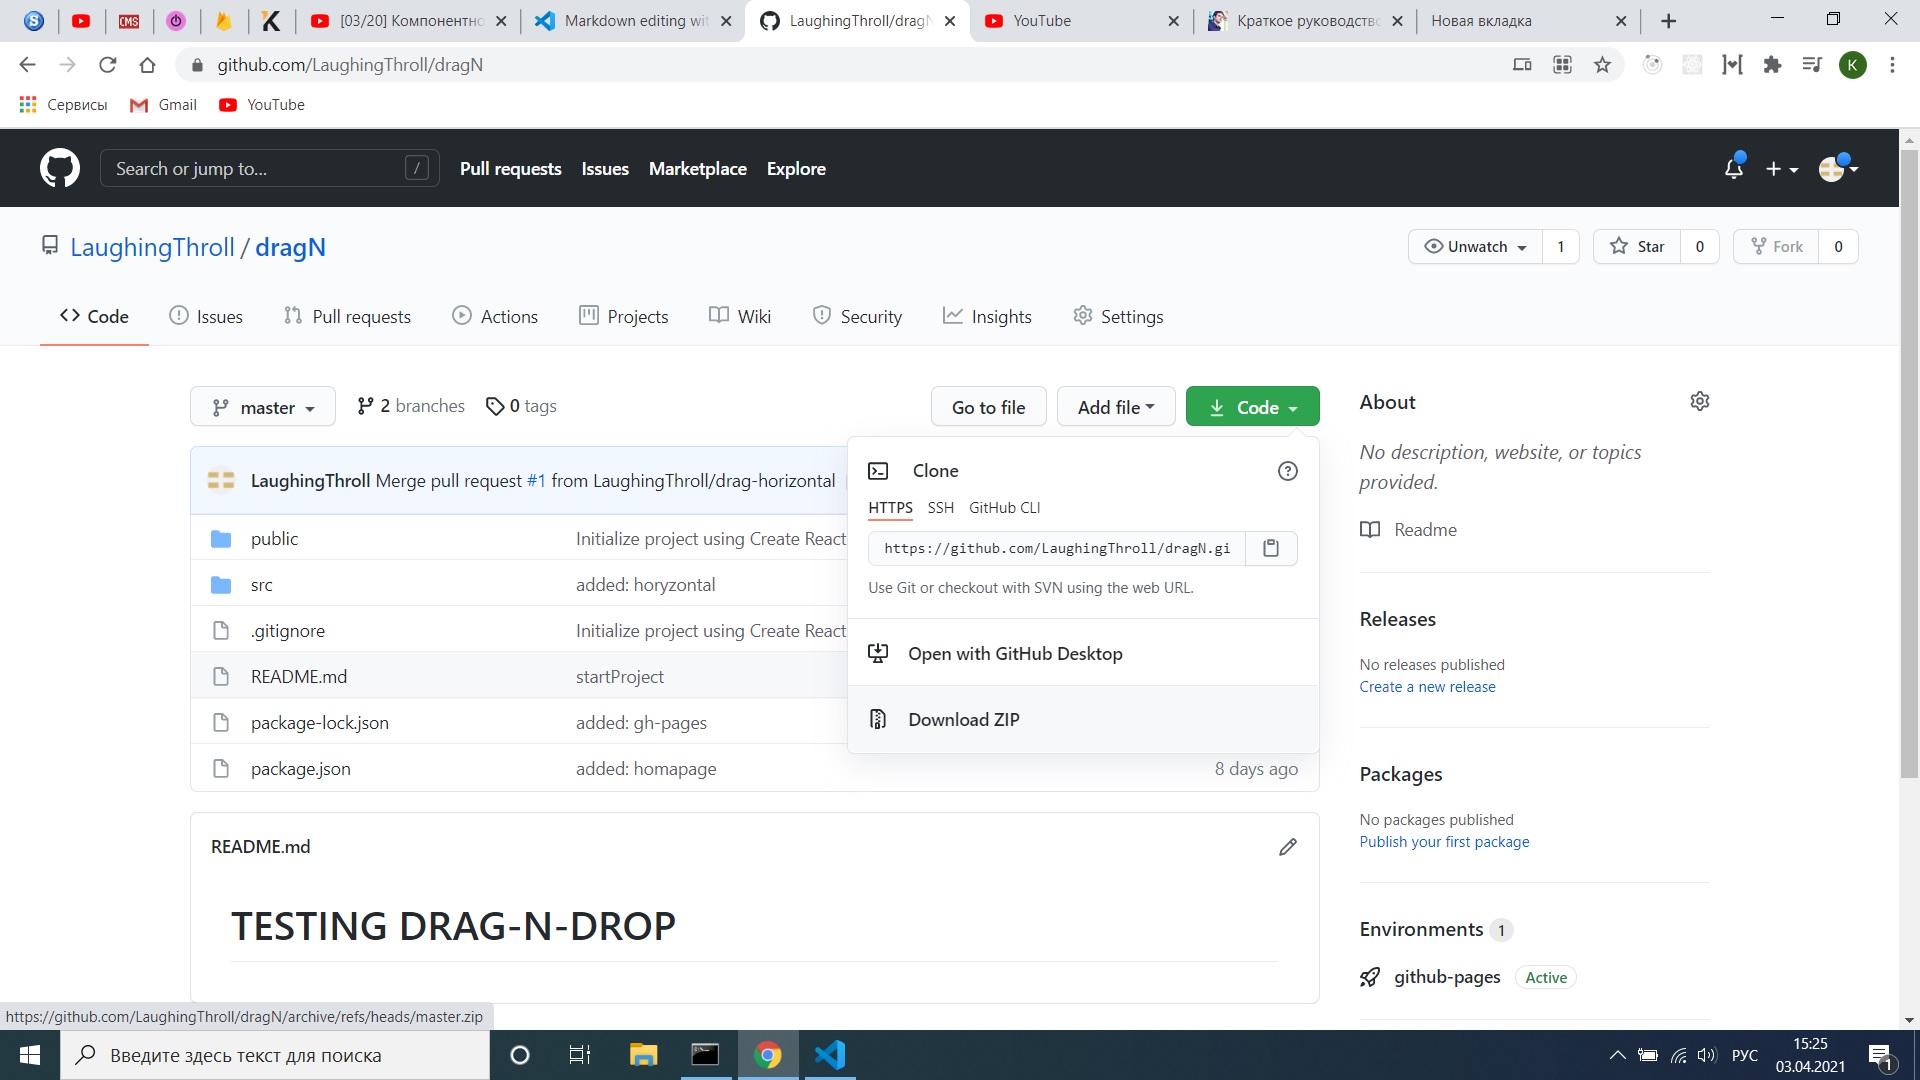 CMS
[03/20] Компонентно
Markdown editing wit
LaughingThroll/dragN
YouTube
Краткое руководство
Новая вкладка
github.com/LaughingThroll/dragN
K
Сервисы
Gmail
YouTube
Search or jump to...
/
Pull requests
Issues
Marketplace
Explore
LaughingThroll / dragN
Unwatch
1
Star
0
Fork
0
Code
Issues
Pull requests
Actions
Projects
Wiki
Security
Insights
Settings
master
2 branches
0 tags
Go to file
Add file
Code
About
No description, website, or topics
provided.
Readme
LaughingThroll Merge pull request #1 from LaughingThroll/drag-horizontal
public
Initialize project using Create React
src
added: horyzontal
.gitignore
Initialize project using Create React
README.md
startProject
package-lock.json
added: gh-pages
package.json
added: homapage
8 days ago
Clone
HTTPS
SSH
GitHub CLI
https://github.com/LaughingThroll/dragN.gi
Use Git or checkout with SVN using the web URL.
Open with GitHub Desktop
Download ZIP
Releases
No releases published
Create a new release
Packages
No packages published
Publish your first package
Environments 1
github-pages
Active
README.md
TESTING DRAG-N-DROP
https://github.com/LaughingThroll/dragN/archive/refs/heads/master.zip
Введите здесь текст для поиска
РУС
15:25
03.04.2021
1